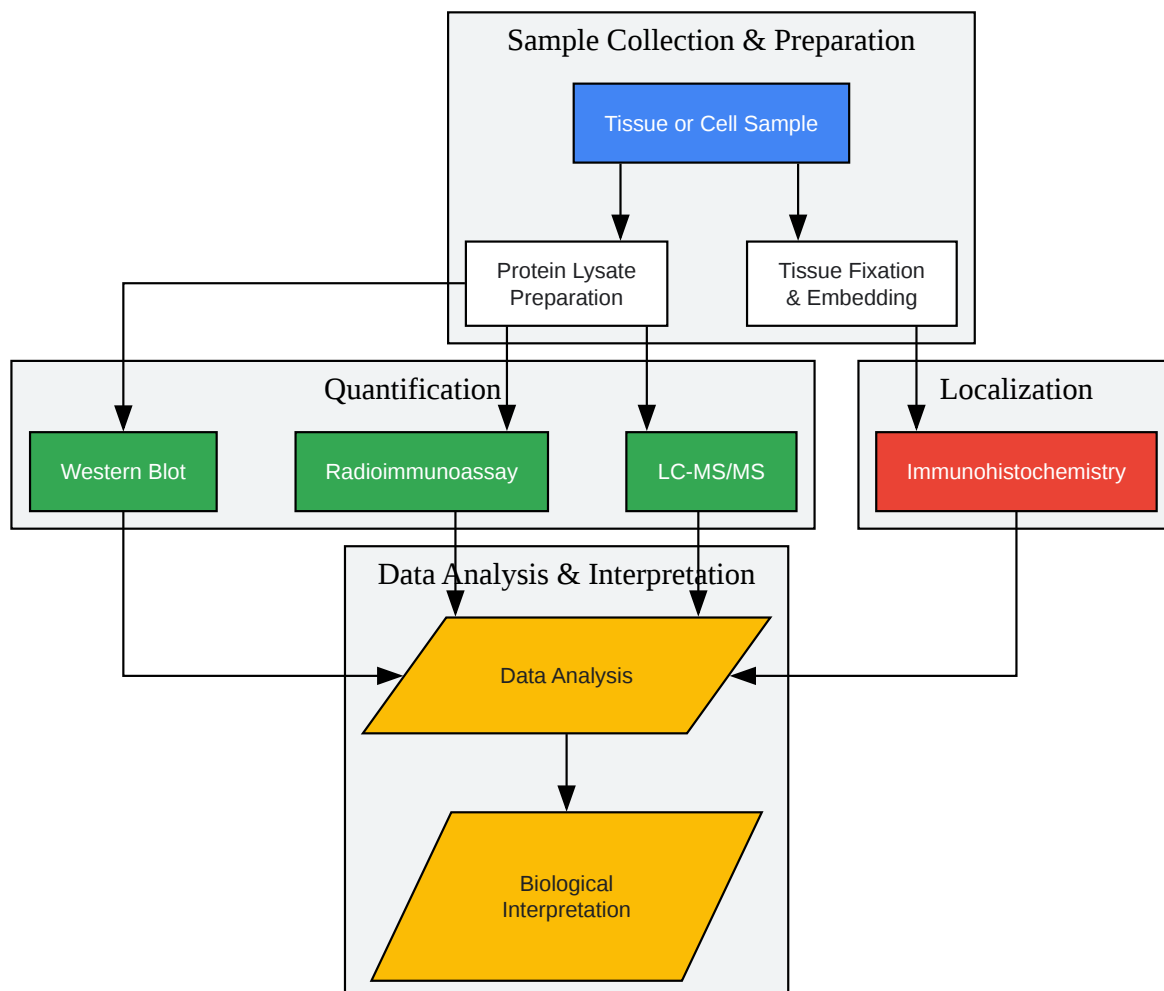 Sample Collection & Preparation
Tissue or Cell Sample
Protein Lysate
Preparation
Tissue Fixation
& Embedding
Quantification
Localization
Western Blot
Radioimmunoassay
LC-MS/MS
Immunohistochemistry
Data Analysis & Interpretation
Data Analysis
Biological
Interpretation